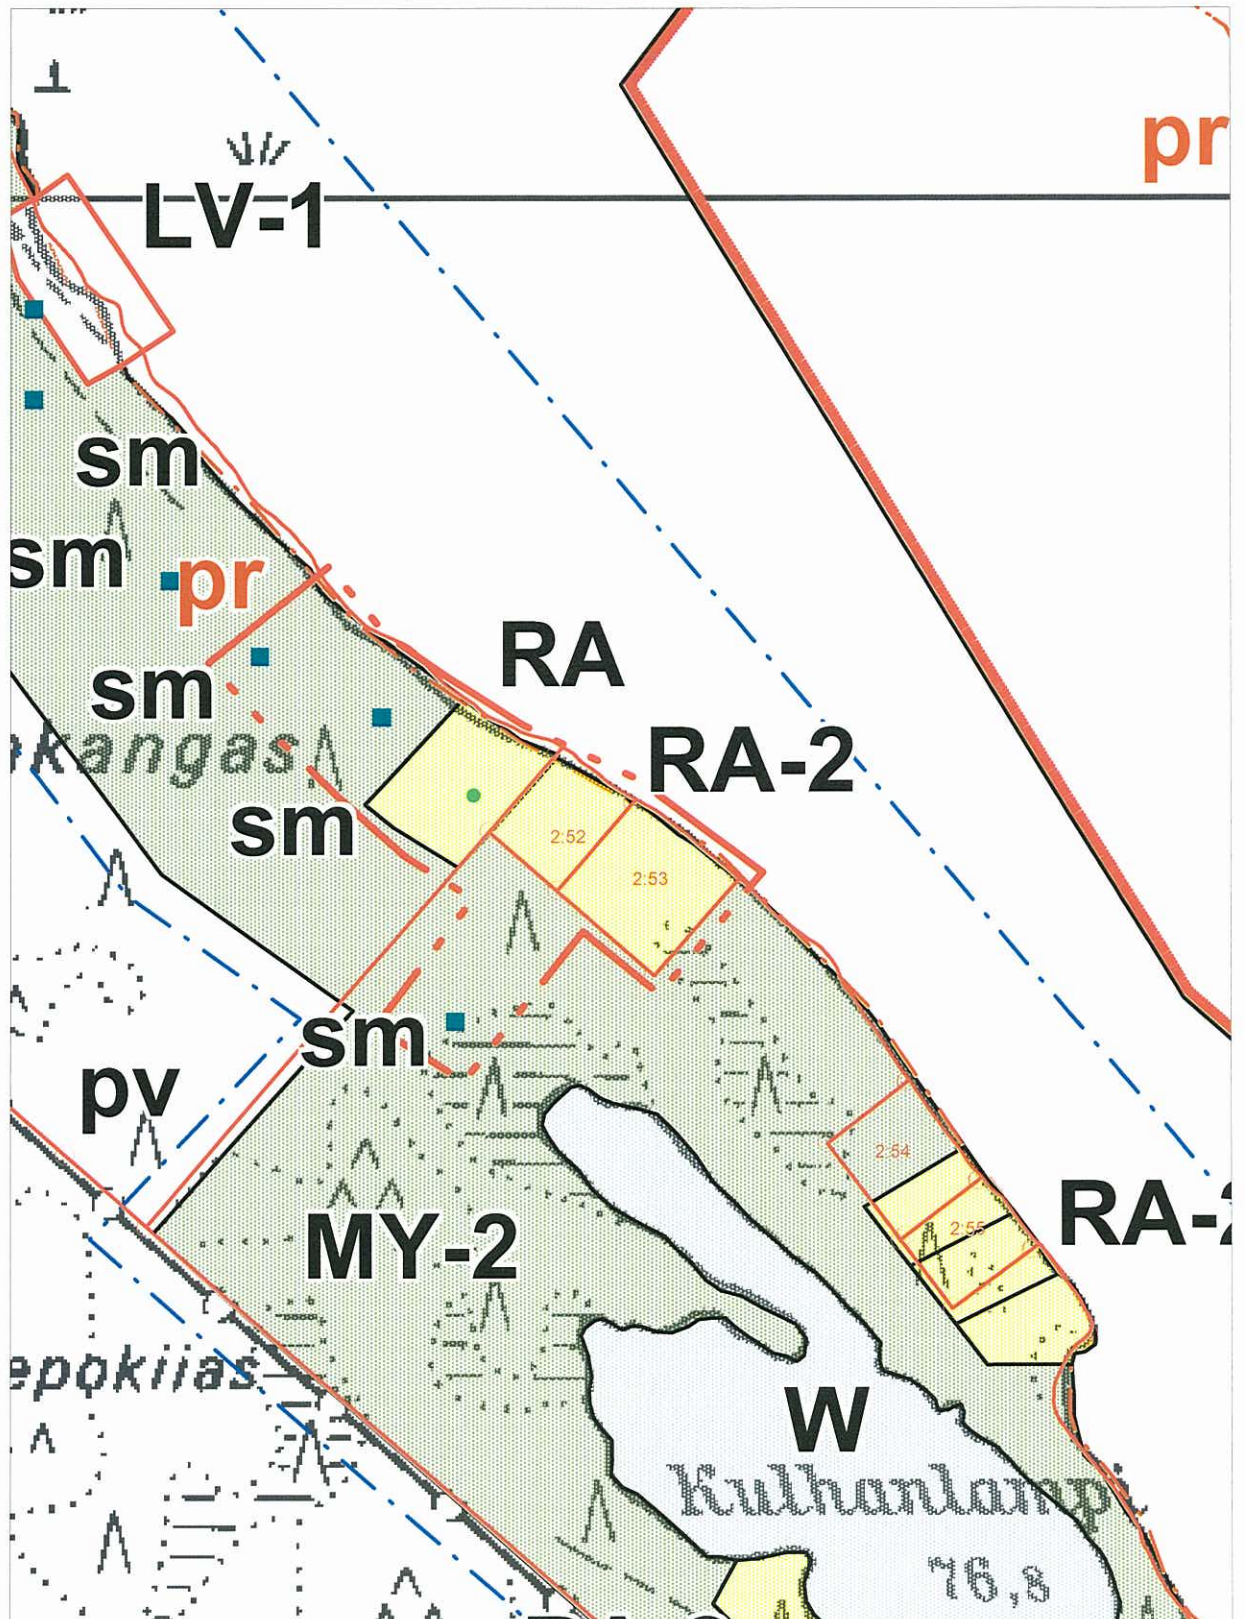 pr
LV-1
sm
sm
pr
RA
sm
RA-2
kangas
sm
2:52
2:53
sm
pv
2:54
RA-2
2:55
MY-2
epokiias
W
Kulhanlampi
76,8